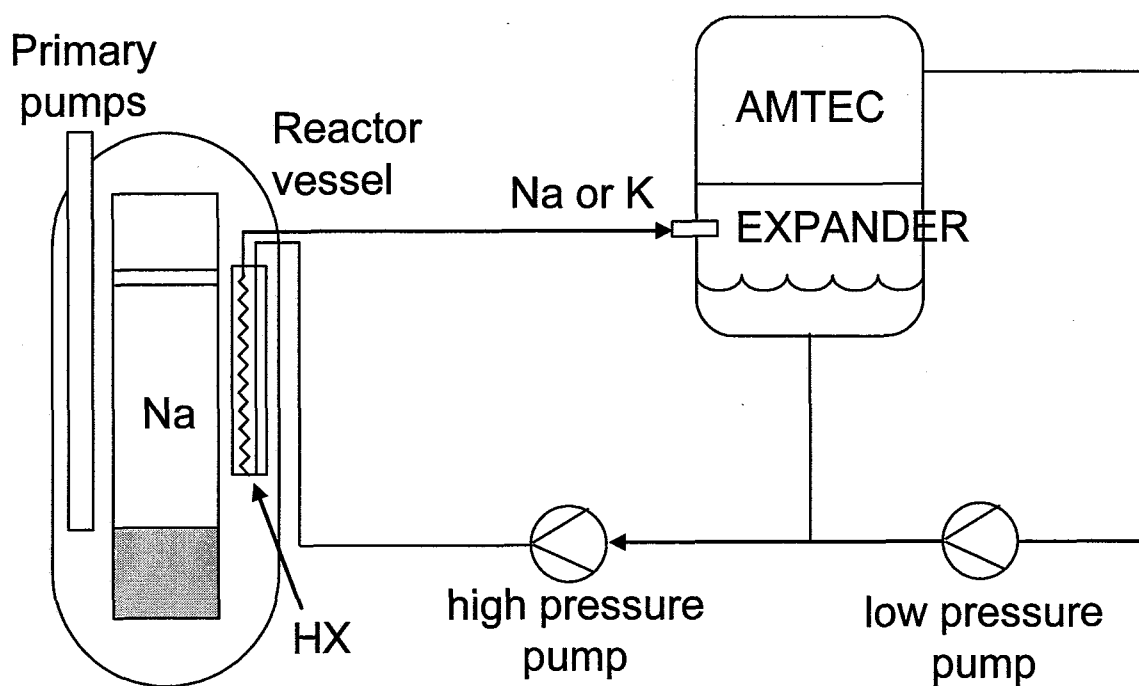 Primary
pumps
Reactor
vessel
AMTEC
Na or K
EXPANDER
Na
HX
high pressure
pump
low pressure
pump